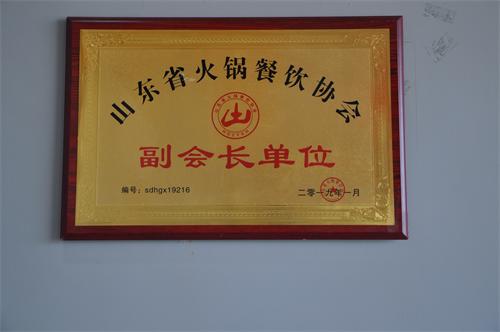 山东省火锅餐饮协会
副会长单位
编号：sdhgx19216
二零一九年一月